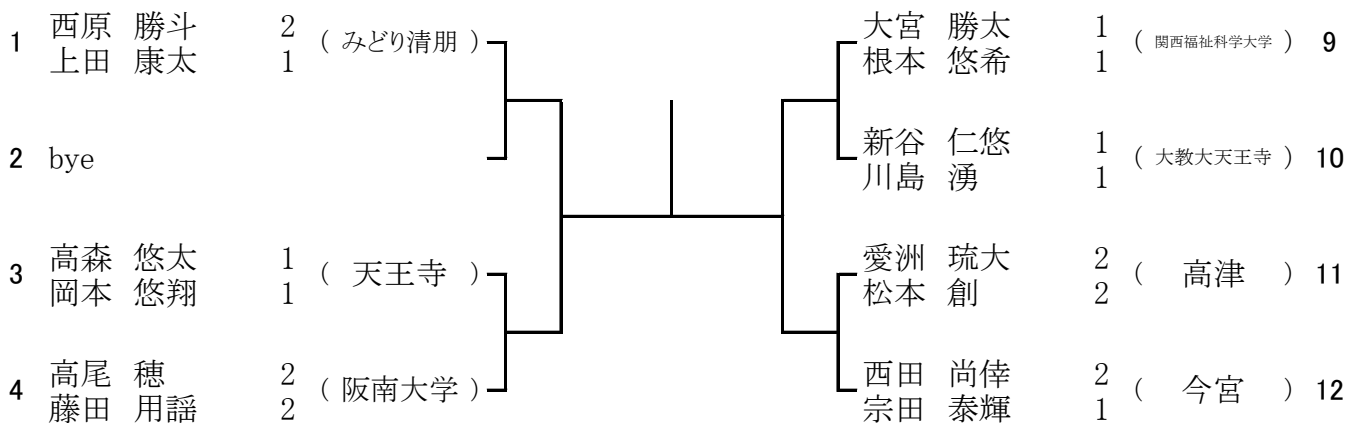 1 西原 勝斗 2 ( みどり清朋 )
上田 康太 1
2 bye
3 高森 悠太 1 ( 天王寺 )
岡本 悠翔 1
4 高尾 穂 2 ( 阪南大学 )
藤田 用謡 2
大宮 勝太 1 ( 関西福祉科学大学 ) 9
根本 悠希 1
新谷 仁悠 1 ( 大教大天王寺 ) 10
川島 湧 1
愛洲 琉大 2 ( 高津 ) 11
松本 創 2
西田 尚倖 2 ( 今宮 ) 12
宗田 泰輝 1